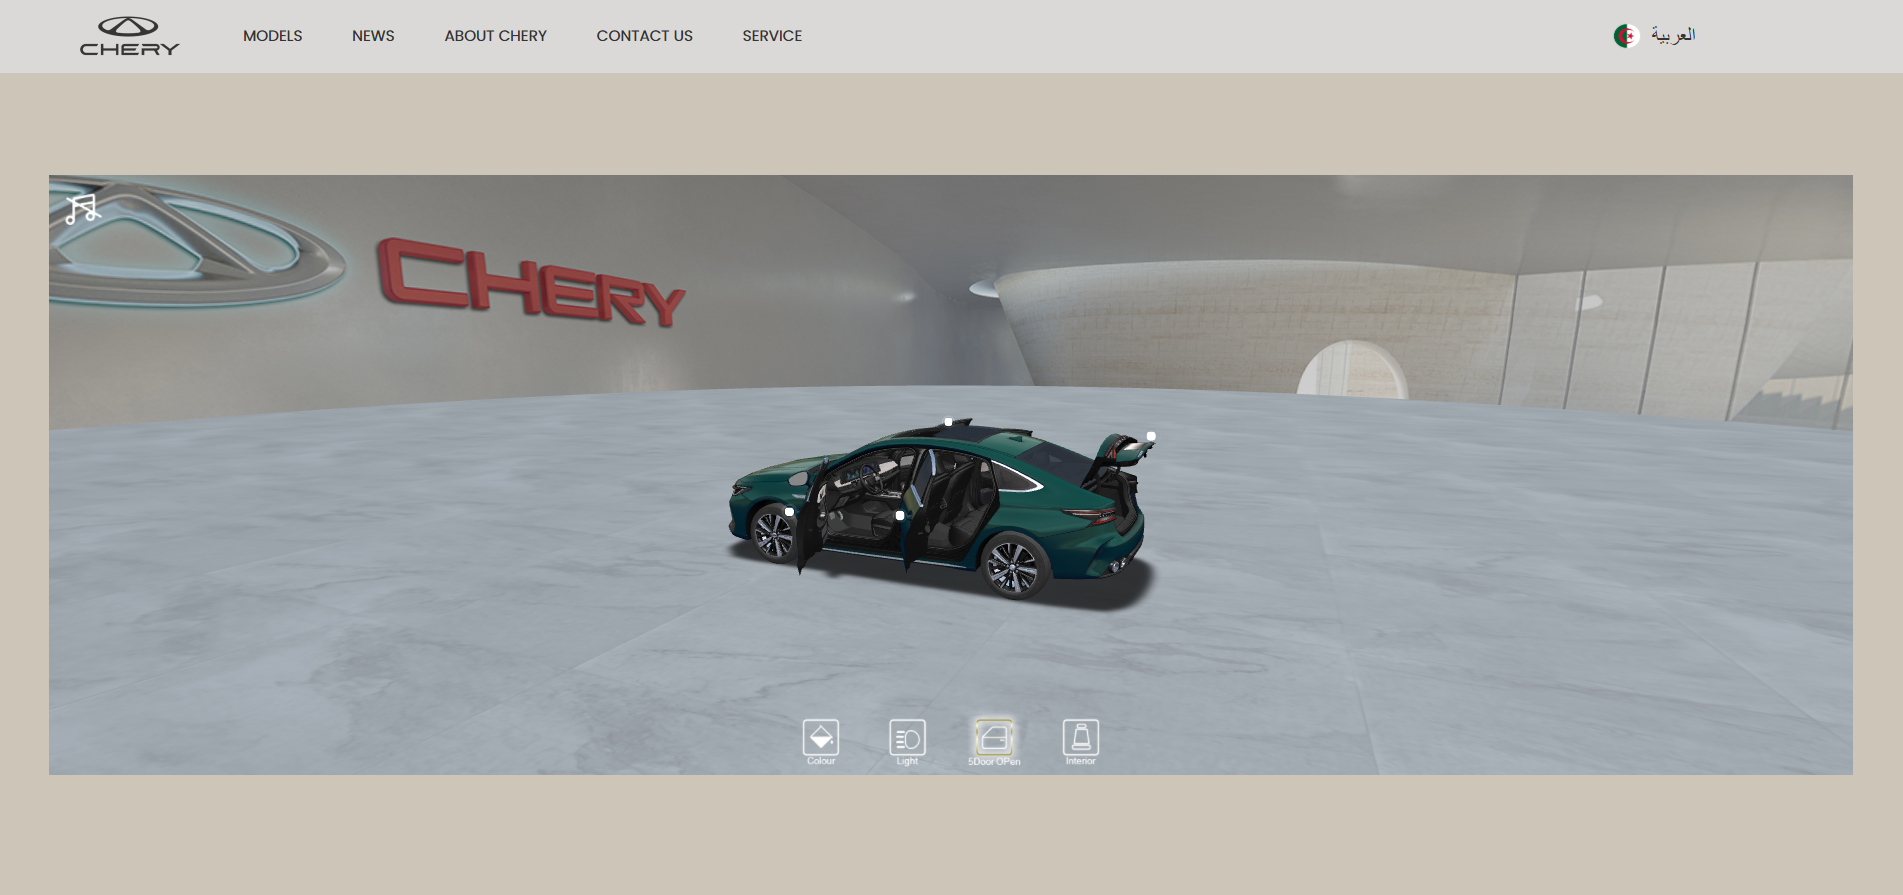 CHERY
MODELS
NEWS
ABOUT CHERY
CONTACT US
SERVICE
العربية
CHERY
Colour
Light
5Door OPen
Interior